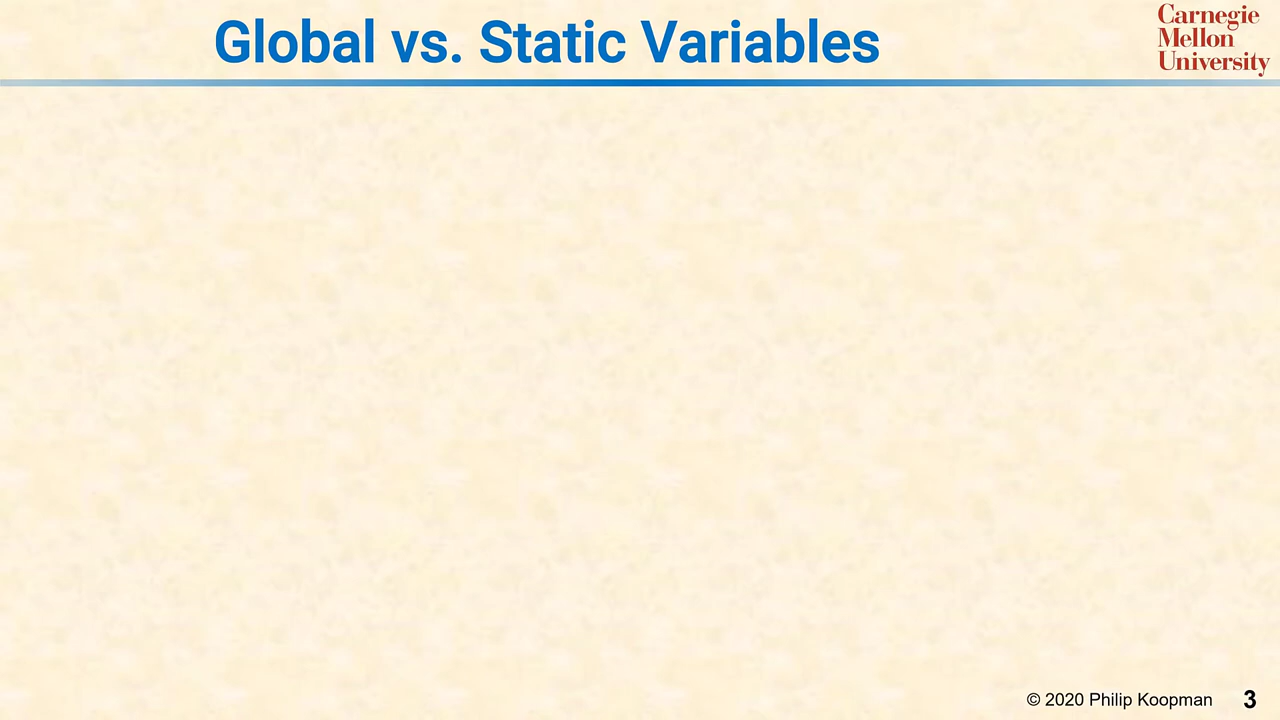 Global vs. Static Variables
Carnegie
Mellon
University
© 2020 Philip Koopman
3